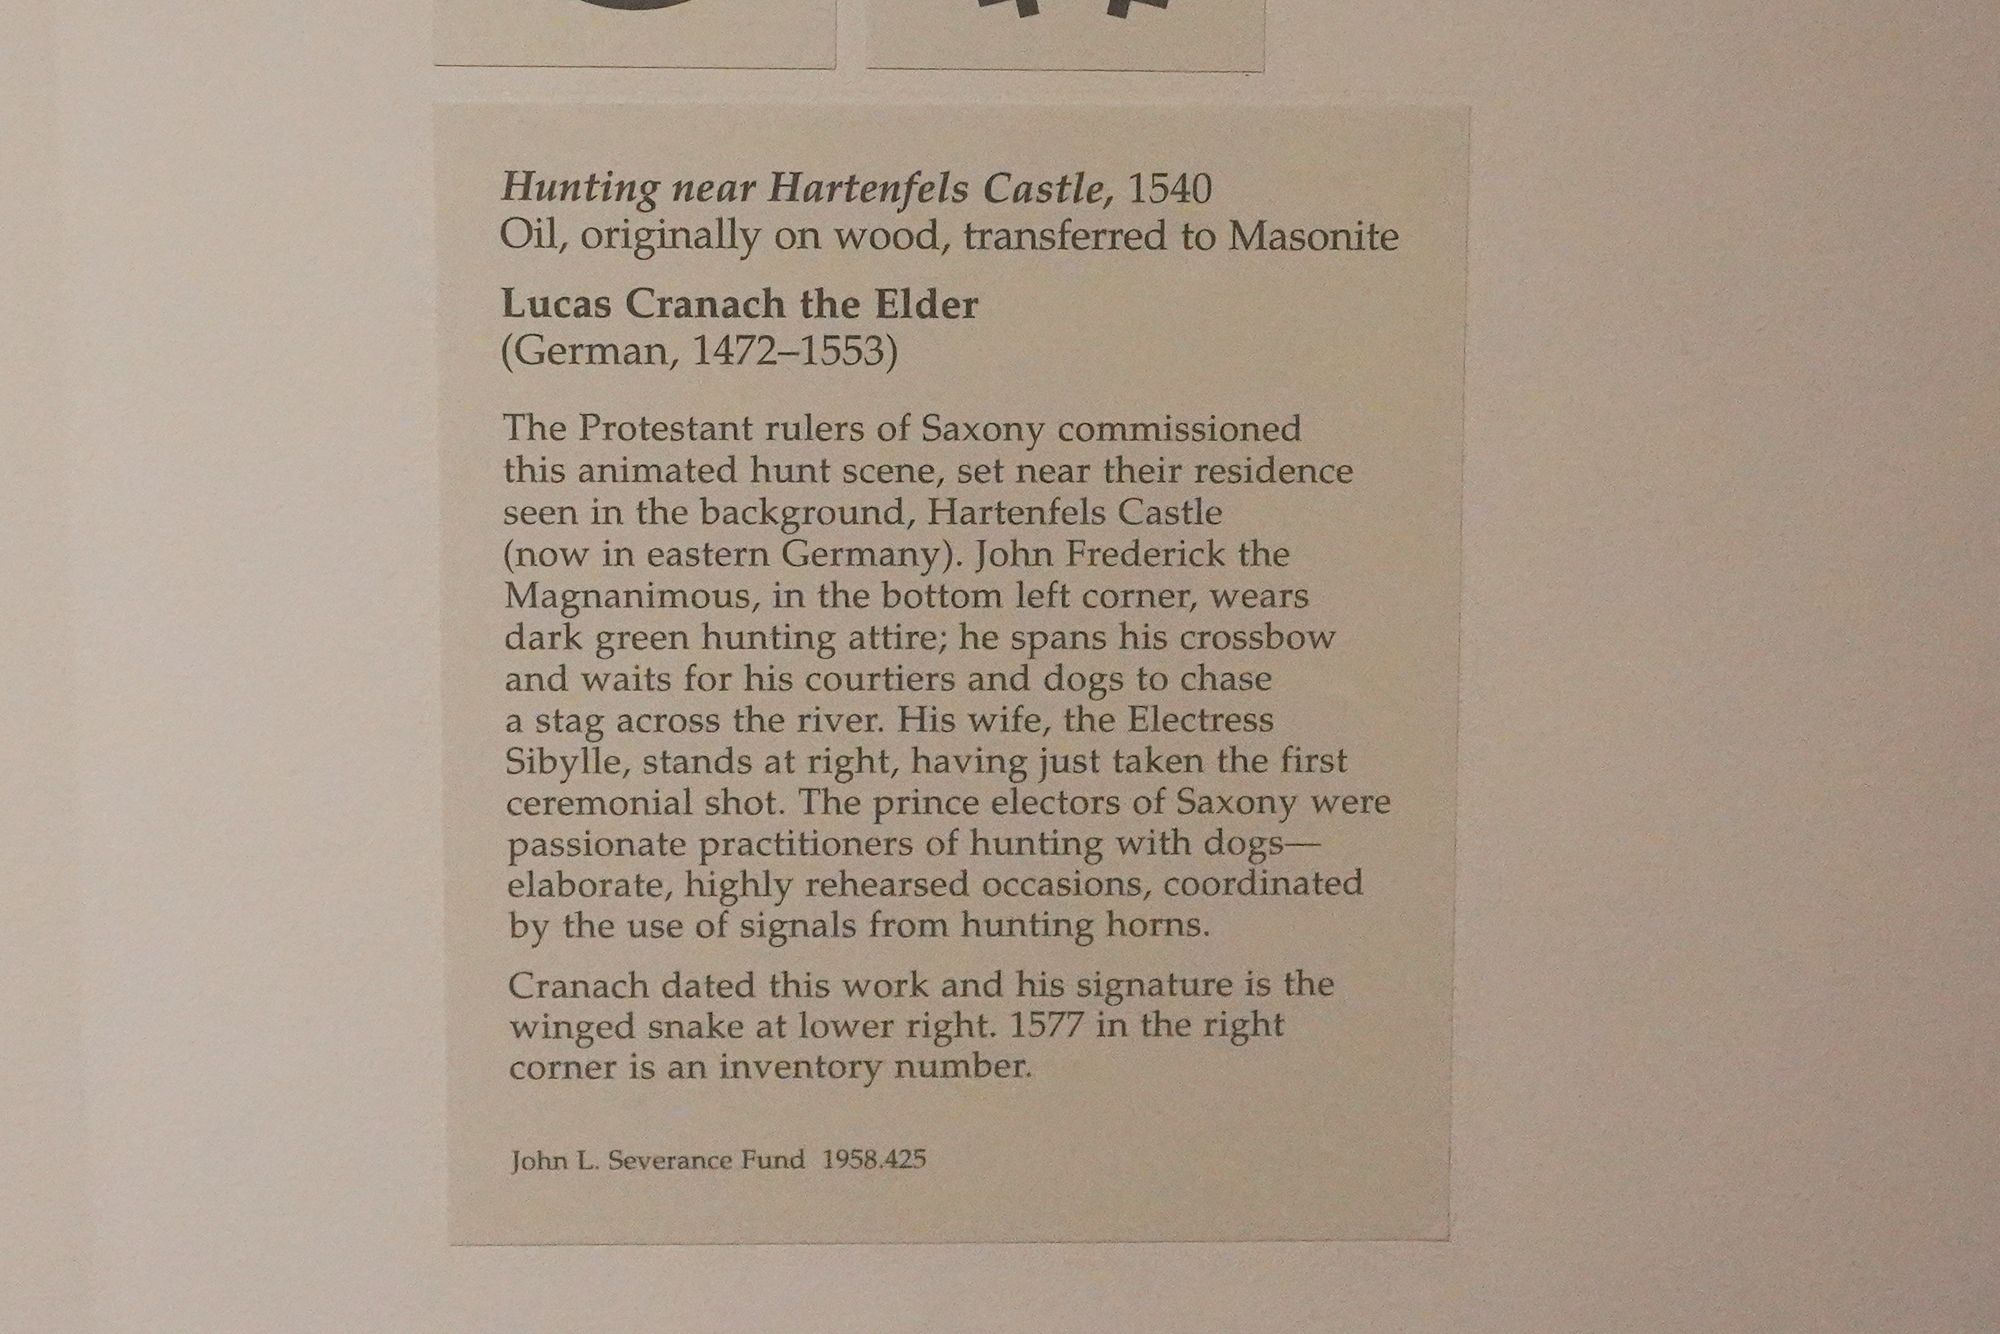 Hunting near Hartenfels Castle, 1540
Oil, originally on wood, transferred to Masonite
Lucas Cranach the Elder
(German, 1472–1553)
The Protestant rulers of Saxony commissioned
this animated hunt scene, set near their residence
seen in the background, Hartenfels Castle
(now in eastern Germany). John Frederick the
Magnanimous, in the bottom left corner, wears
dark green hunting attire; he spans his crossbow
and waits for his courtiers and dogs to chase
a stag across the river. His wife, the Electress
Sibylle, stands at right, having just taken the first
ceremonial shot. The prince electors of Saxony were
passionate practitioners of hunting with dogs—
elaborate, highly rehearsed occasions, coordinated
by the use of signals from hunting horns.
Cranach dated this work and his signature is the
winged snake at lower right. 1577 in the right
corner is an inventory number.
John L. Severance Fund 1958.425